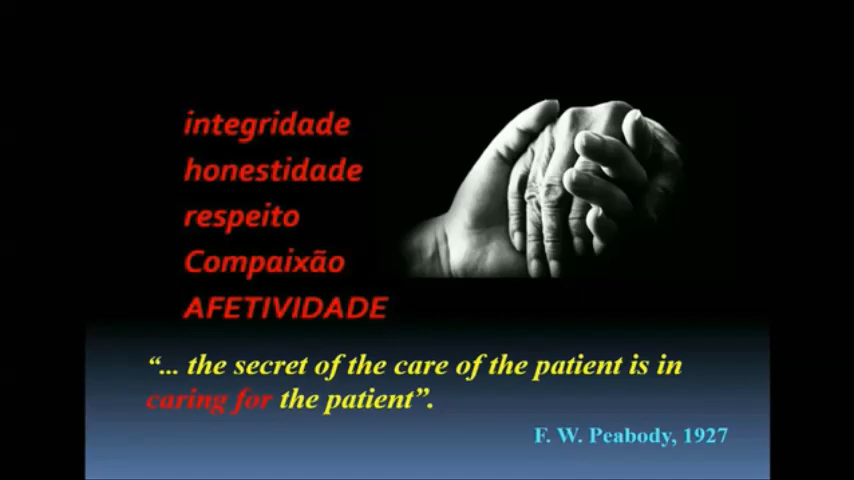 integridade
honestidade
respeito
Compaixão
AFETIVIDADE
“... the secret of the care of the patient is in
caring for the patient”.
F. W. Peabody, 1927